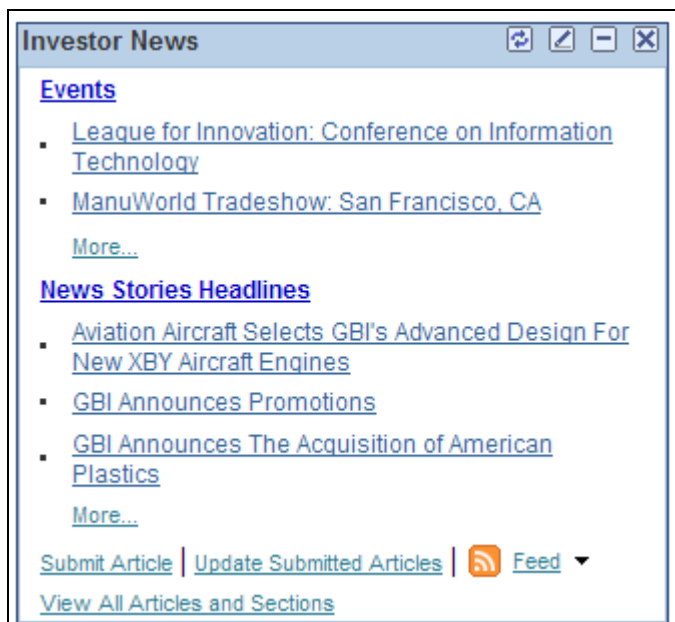 Investor News
Events
League for Innovation: Conference on Information
Technology
ManuWorld Tradeshow: San Francisco, CA
More...
News Stories Headlines
Aviation Aircraft Selects GBI's Advanced Design For
New XBY Aircraft Engines
GBI Announces Promotions
GBI Announces The Acquisition of American
Plastics
More...
Submit Article | Update Submitted Articles | Feed
View All Articles and Sections